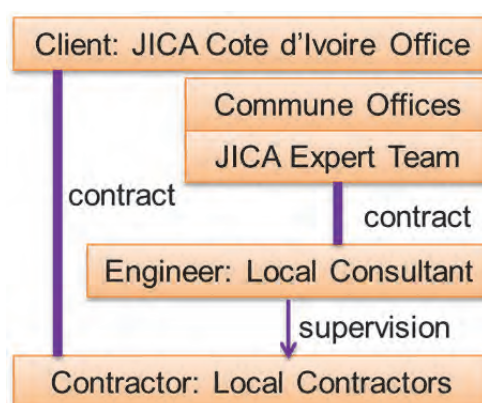 Client: JICA Cote d'Ivoire Office
Commune Offices
JICA Expert Team
contract
contract
Engineer: Local Consultant
supervision
Contractor: Local Contractors